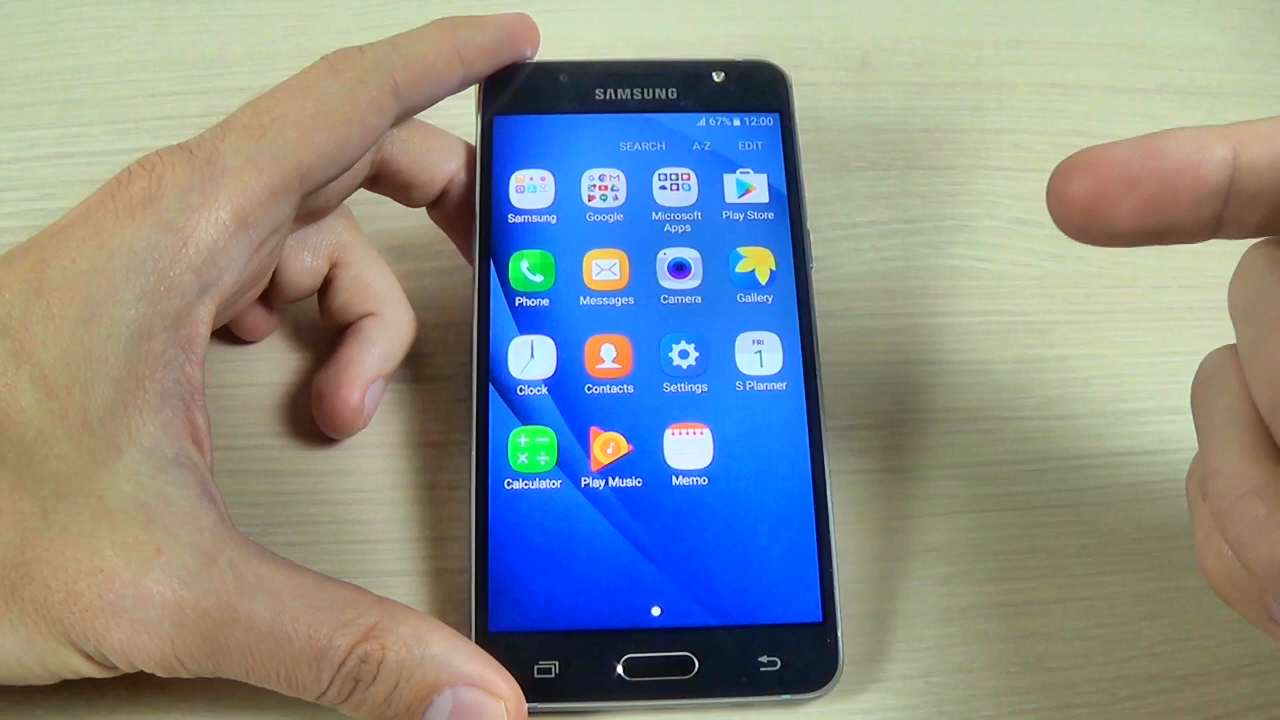 SAMSUNG
67% 12:00
SEARCH A-Z EDIT
Samsung Google Microsoft Apps Play Store
Phone Messages Camera Gallery
FRI
1
Clock Contacts Settings S Planner
Calculator Play Music Memo